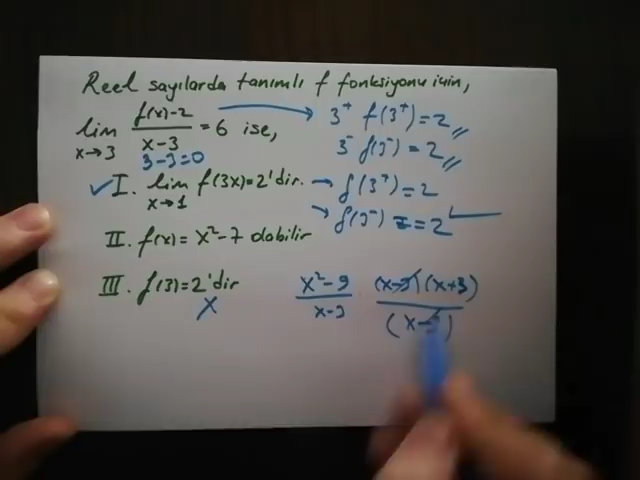 Reel sayılarda tanımlı f fonksiyonu için,
lim x→3 f(x)-2 / x-3 = 6 ise,
3-3=0
→ 3⁺ f(3⁺) = 2
3⁻ f(3⁻) = 2
✓ I. lim x→1 f(3x)=2'dir. → f(3⁺) = 2
→ f(3⁻) = 2
II. f(x) = x²-7 olabilir
III. f(3)=2'dir
X
x²-9 / x-3
(x-3)(x+3) / (x-3)